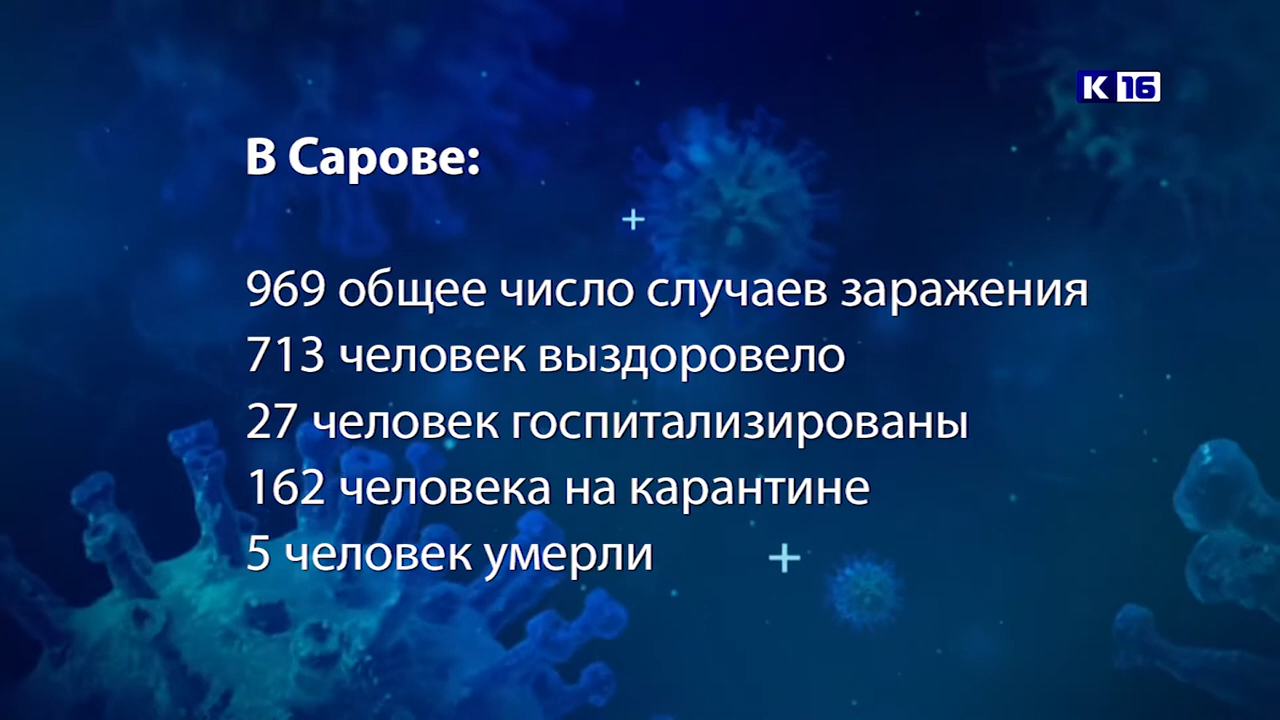 К 16
В Сарове:
969 общее число случаев заражения
713 человек выздоровело
27 человек госпитализированы
162 человека на карантине
5 человек умерли